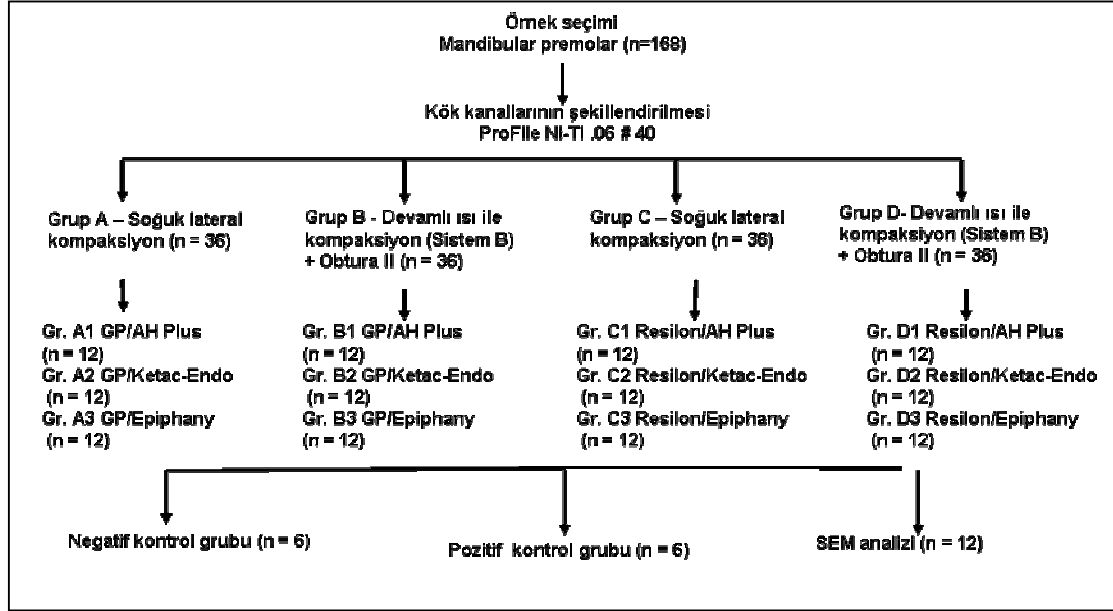 Örnek seçimi
Mandibular premolar (n=168)
Kök kanallarının şekillendirilmesi
ProFile Ni-Ti .06 # 40
Grup A – Soğuk lateral
kompaksiyon (n = 36)
Grup B - Devamlı ısı ile
kompaksiyon (Sistem B)
+ Obtura II (n = 36)
Grup C – Soğuk lateral
kompaksiyon (n = 36)
Grup D- Devamlı ısı ile
kompaksiyon (Sistem B)
+ Obtura II (n = 36)
Gr. A1 GP/AH Plus
(n = 12)
Gr. A2 GP/Ketac-Endo
(n = 12)
Gr. A3 GP/Epiphany
(n = 12)
Gr. B1 GP/AH Plus
(n = 12)
Gr. B2 GP/Ketac-Endo
(n = 12)
Gr. B3 GP/Epiphany
(n = 12)
Gr. C1 Resilon/AH Plus
(n = 12)
Gr. C2 Resilon/Ketac-Endo
(n = 12)
Gr. C3 Resilon/Epiphany
(n = 12)
Gr. D1 Resilon/AH Plus
(n = 12)
Gr. D2 Resilon/Ketac-Endo
(n = 12)
Gr. D3 Resilon/Epiphany
(n = 12)
Negatif kontrol grubu (n = 6)
Pozitif kontrol grubu (n = 6)
SEM analizi (n = 12)